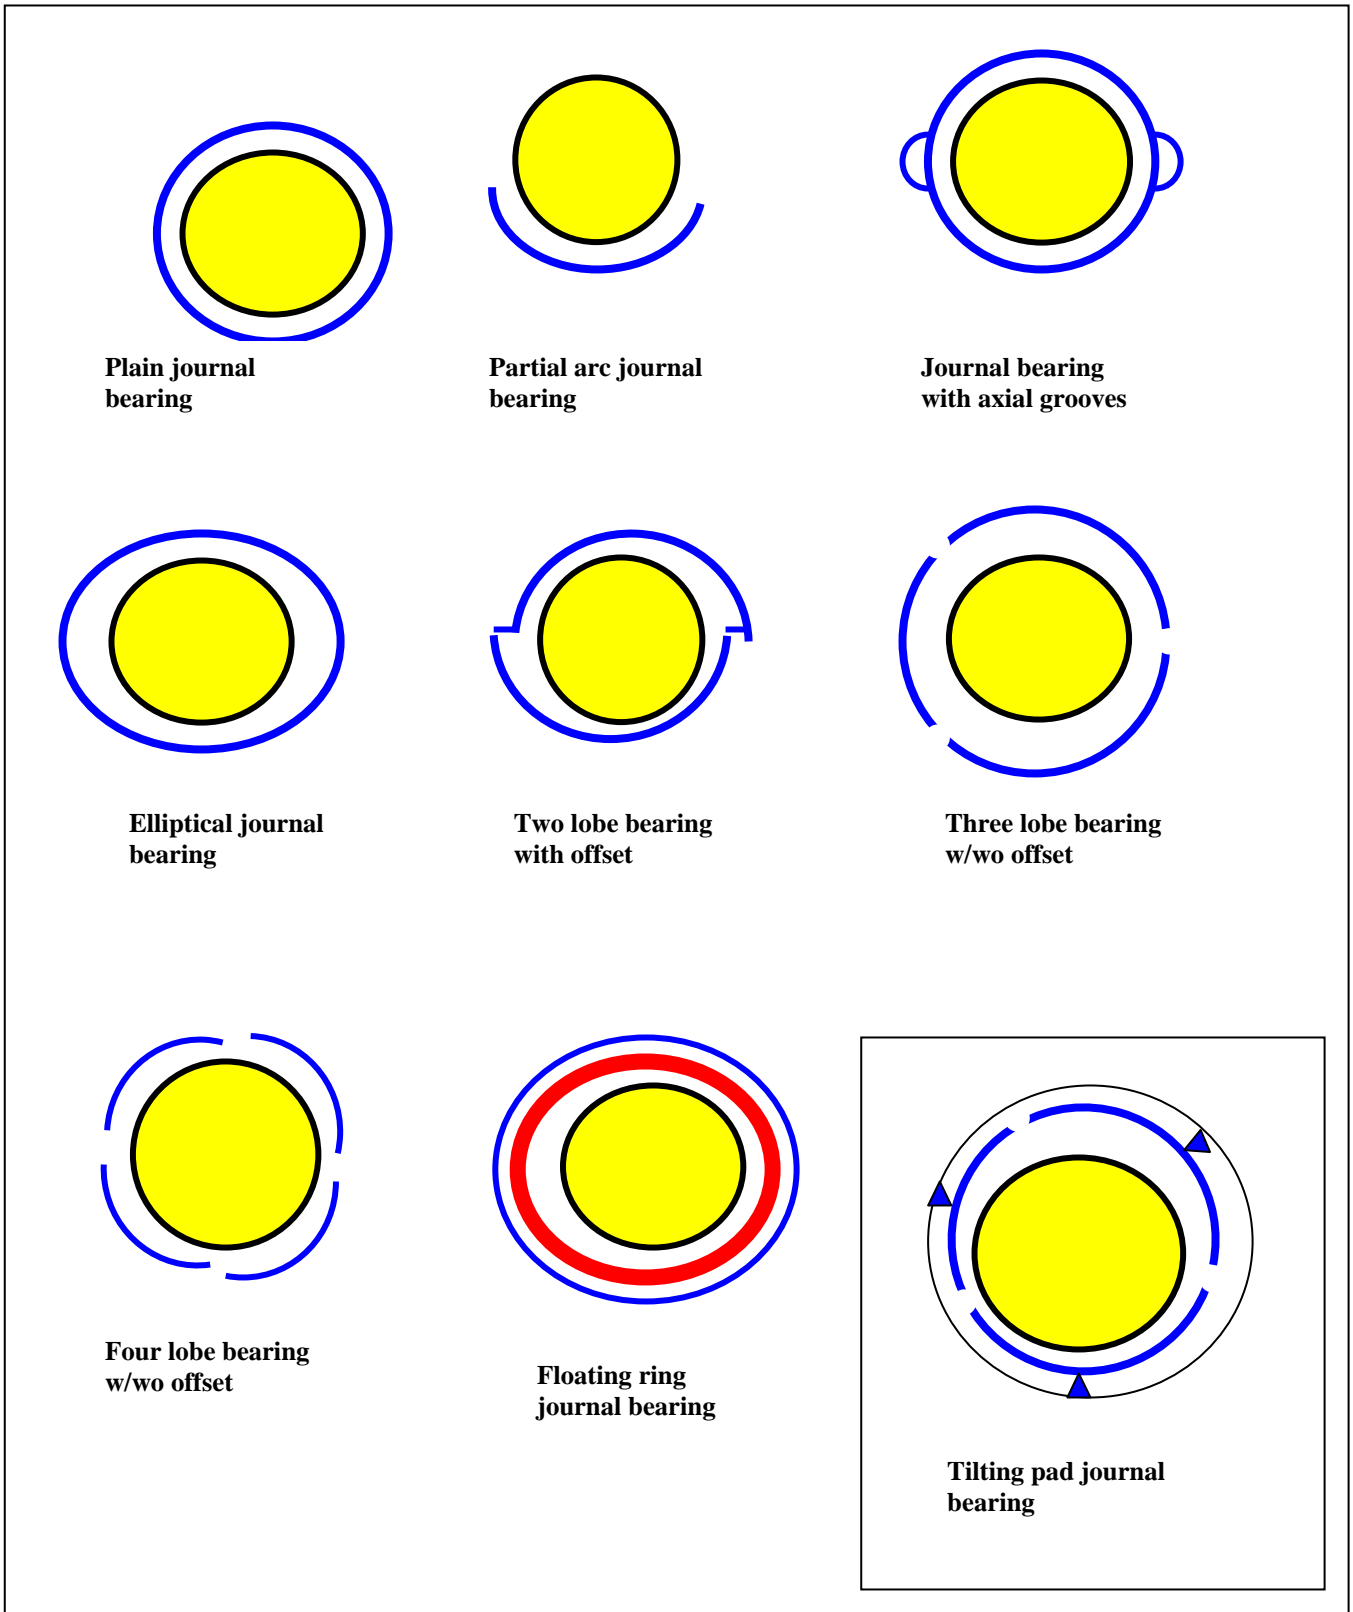 Plain journal
bearing
Partial arc journal
bearing
Journal bearing
with axial grooves
Elliptical journal
bearing
Two lobe bearing
with offset
Three lobe bearing
w/wo offset
Four lobe bearing
w/wo offset
Floating ring
journal bearing
Tilting pad journal
bearing